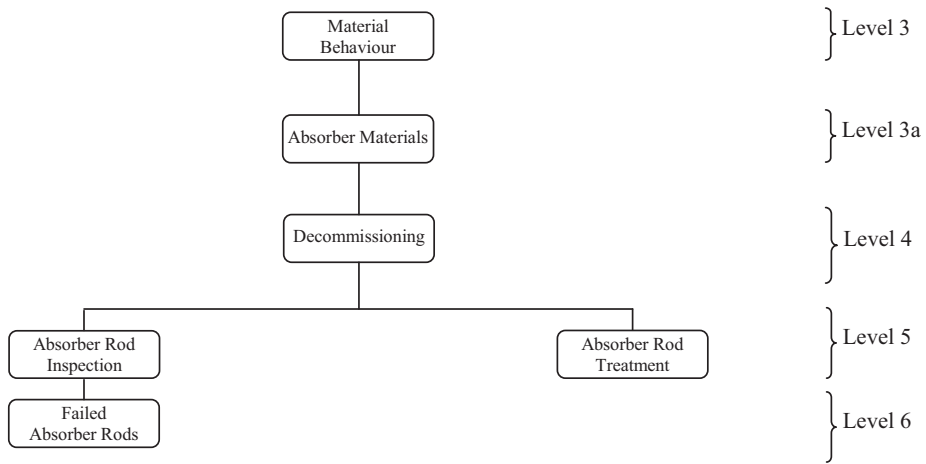 Material
Behaviour
Level 3
Absorber Materials
Level 3a
Decommissioning
Level 4
Absorber Rod
Inspection
Absorber Rod
Treatment
Level 5
Failed
Absorber Rods
Level 6